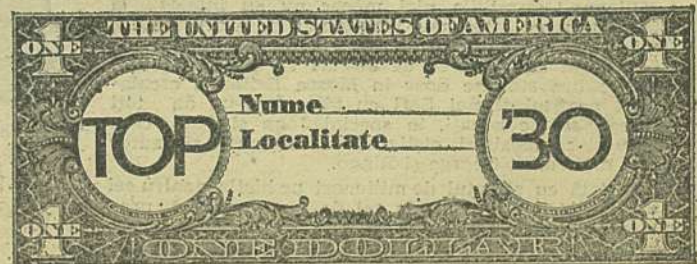 1 THE UNITED STATES OF AMERICA 1
ONE ONE
TOP Nume '30
Localitate
ONE ONE
1 ONE DOLLAR 1